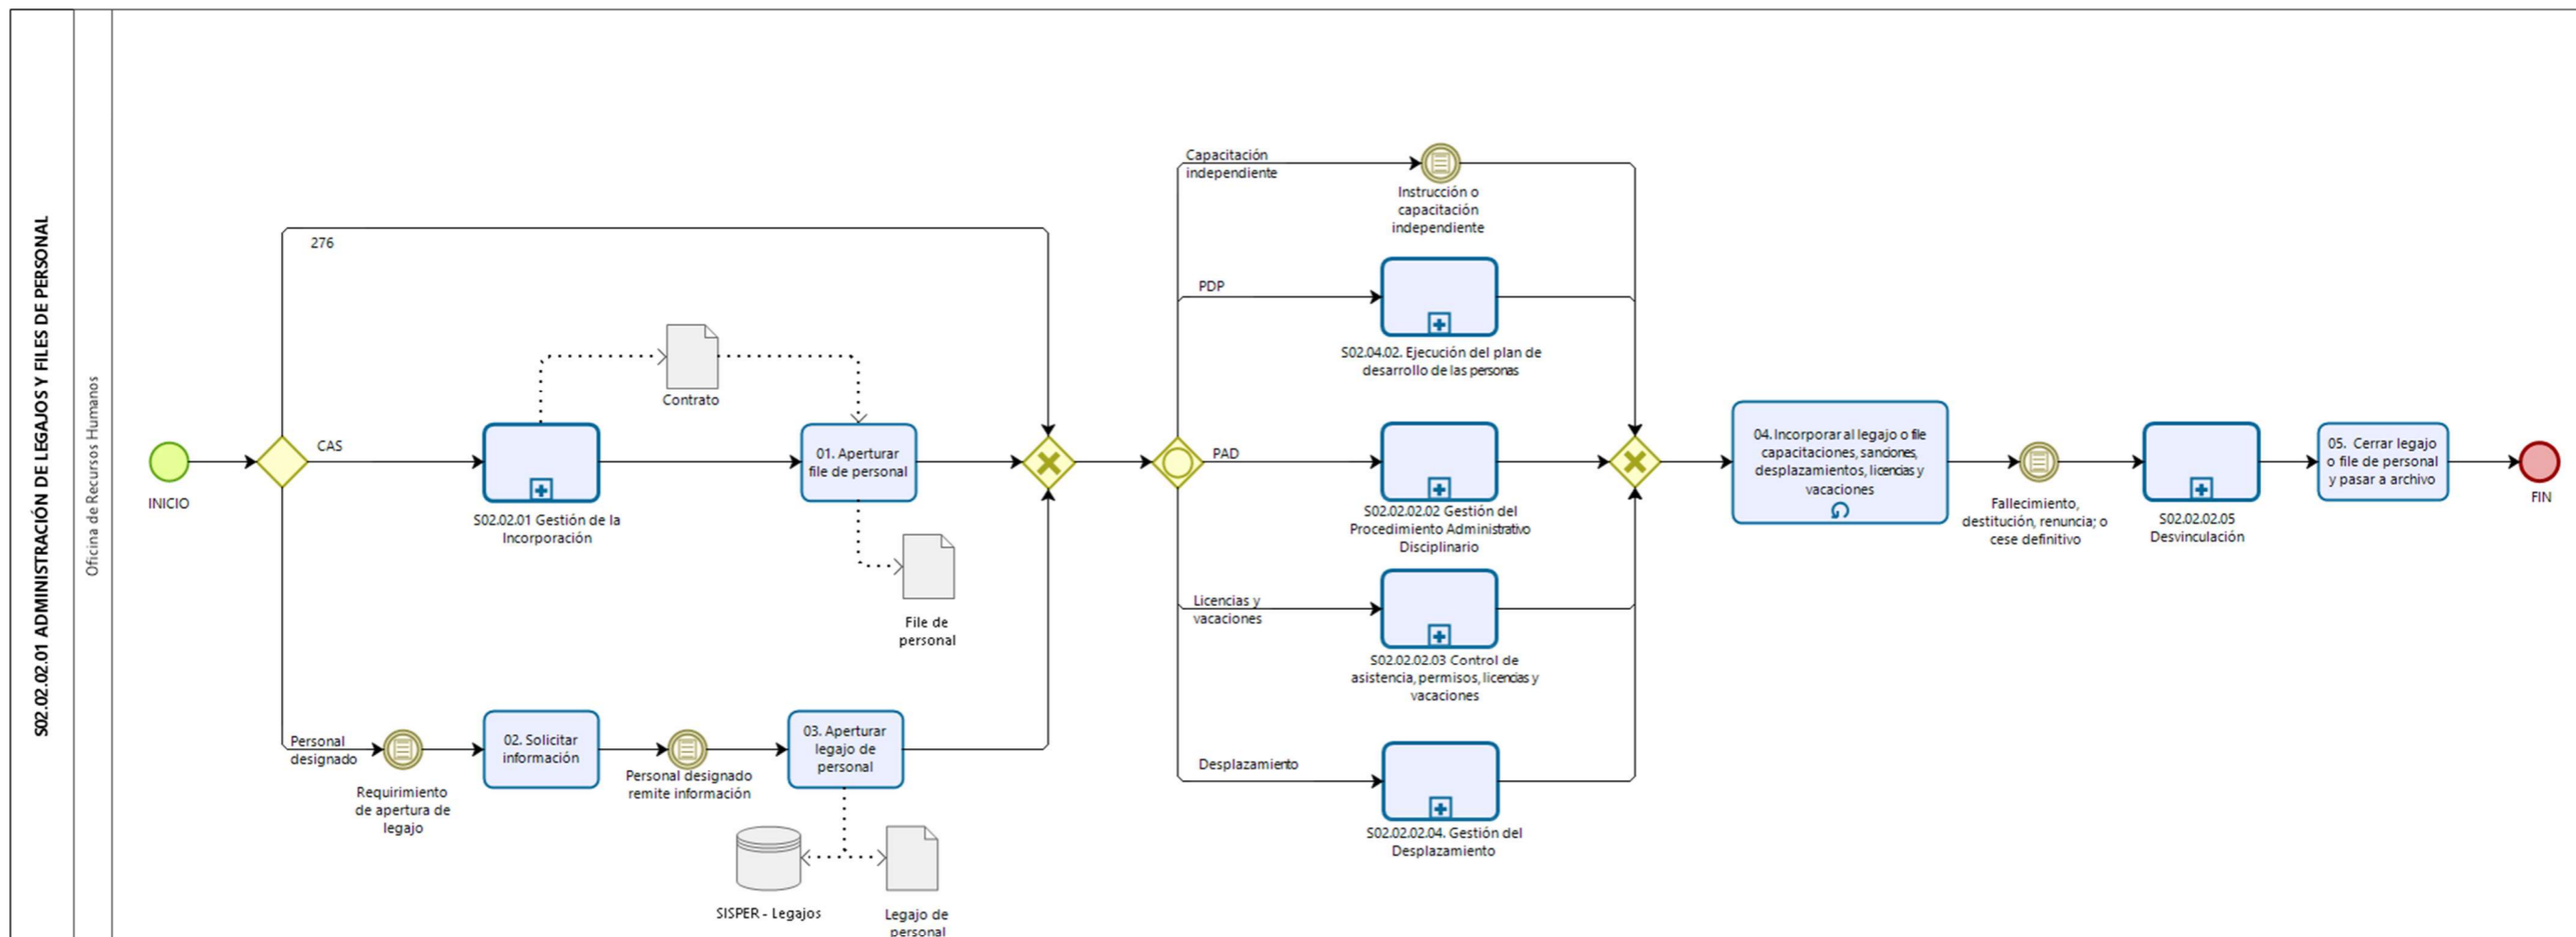 S02.02.02.01 ADMINISTRACIÓN DE LEGAJOS Y FILES DE PERSONAL
Oficina de Recursos Humanos
INICIO
276
CAS
Personal
designado
Contrato
S02.02.01 Gestión de la
Incorporación
01. Aperturar
file de personal
File de
personal
Requirimiento
de apertura de
legajo
02. Solicitar
información
Personal designado
remite información
03. Aperturar
legajo de
personal
SISPER - Legajos
Legajo de
personal
Capacitación
independiente
Instrucción o
capacitación
independiente
PDP
S02.04.02. Ejecución del plan de
desarrollo de las personas
PAD
S02.02.02.02 Gestión del
Procedimiento Administrativo
Disciplinario
Licencias y
vacaciones
S02.02.02.03 Control de
asistencia, permisos, licencias y
vacaciones
Desplazamiento
S02.02.02.04. Gestión del
Desplazamiento
04. Incorporar al legajo o file
capacitaciones, sanciones,
desplazamientos, licencias y
vacaciones
Fallecimiento,
destitución, renuncia; o
cese definitivo
S02.02.02.05
Desvinculación
05. Cerrar legajo
o file de personal
y pasar a archivo
FIN